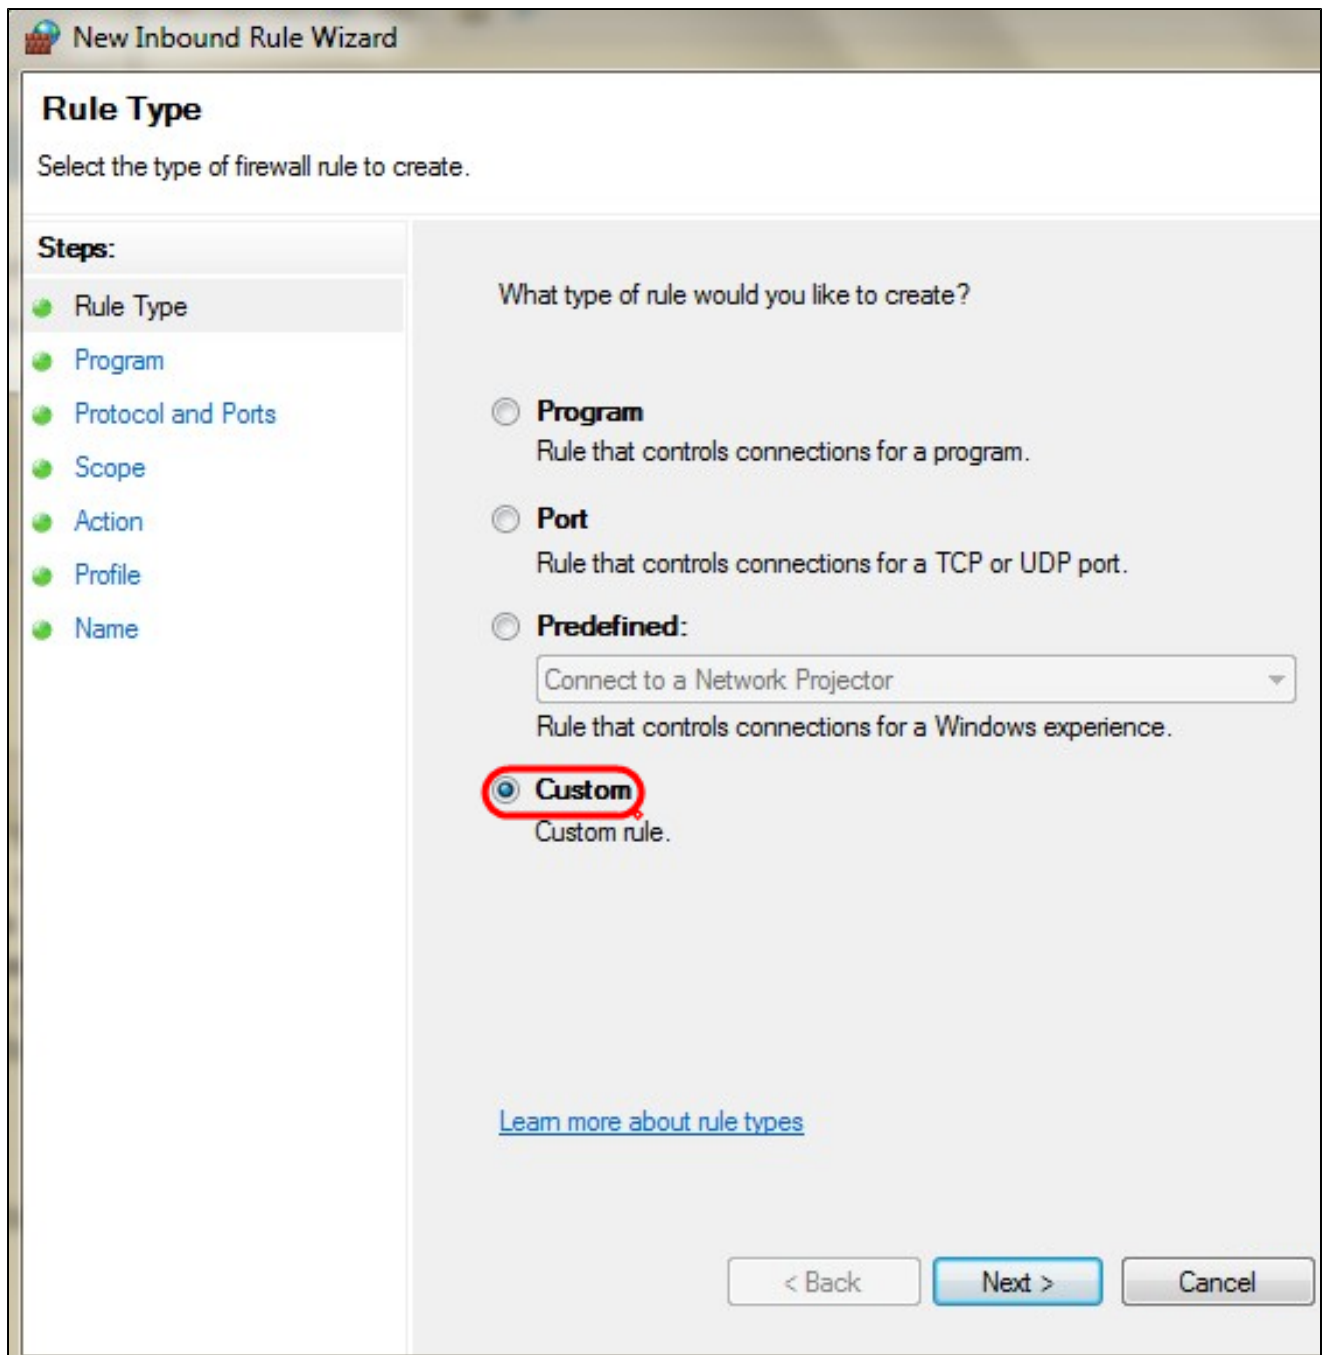 New Inbound Rule Wizard
Rule Type
Select the type of firewall rule to create.
Steps:
Rule Type
Program
Protocol and Ports
Scope
Action
Profile
Name
What type of rule would you like to create?
Program
Rule that controls connections for a program.
Port
Rule that controls connections for a TCP or UDP port.
Predefined:
Connect to a Network Projector
Rule that controls connections for a Windows experience.
Custom
Custom rule.
Learn more about rule types
< Back Next > Cancel